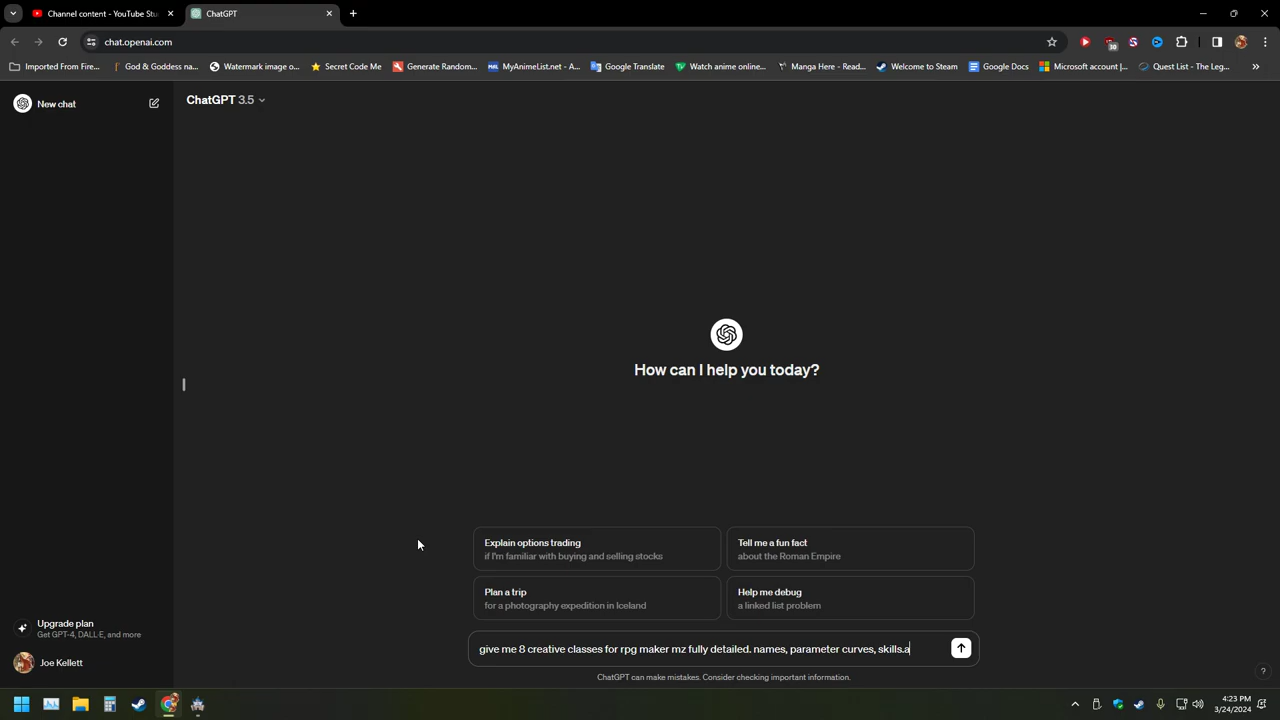 Channel content - YouTube Stu
ChatGPT
chat.openai.com
30
Imported From Fire...
God & Goddess na...
Watermark image o...
Secret Code Me
Generate Random...
MAL
MyAnimeList.net - A...
Google Translate
Watch anime online...
Manga Here - Read...
Welcome to Steam
Google Docs
Microsoft account |...
Quest List - The Leg...
»
New chat
ChatGPT 3.5
How can I help you today?
Explain options trading
if I'm familiar with buying and selling stocks
Tell me a fun fact
about the Roman Empire
Plan a trip
for a photography expedition in Iceland
Help me debug
a linked list problem
Upgrade plan
Get GPT-4, DALL·E, and more
Joe Kellett
give me 8 creative classes for rpg maker mz fully detailed. names, parameter curves, skills.a
ChatGPT can make mistakes. Consider checking important information.
?
4:23 PM
3/24/2024